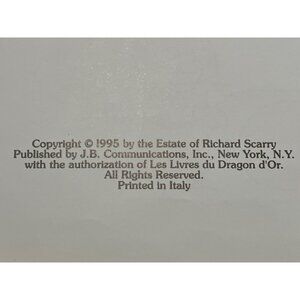 Copyright © 1995 by the Estate of Richard Scarry
Published by J.B. Communications, Inc., New York, N.Y.
with the authorization of Les Livres du Dragon d'Or.
All Rights Reserved.
Printed in Italy